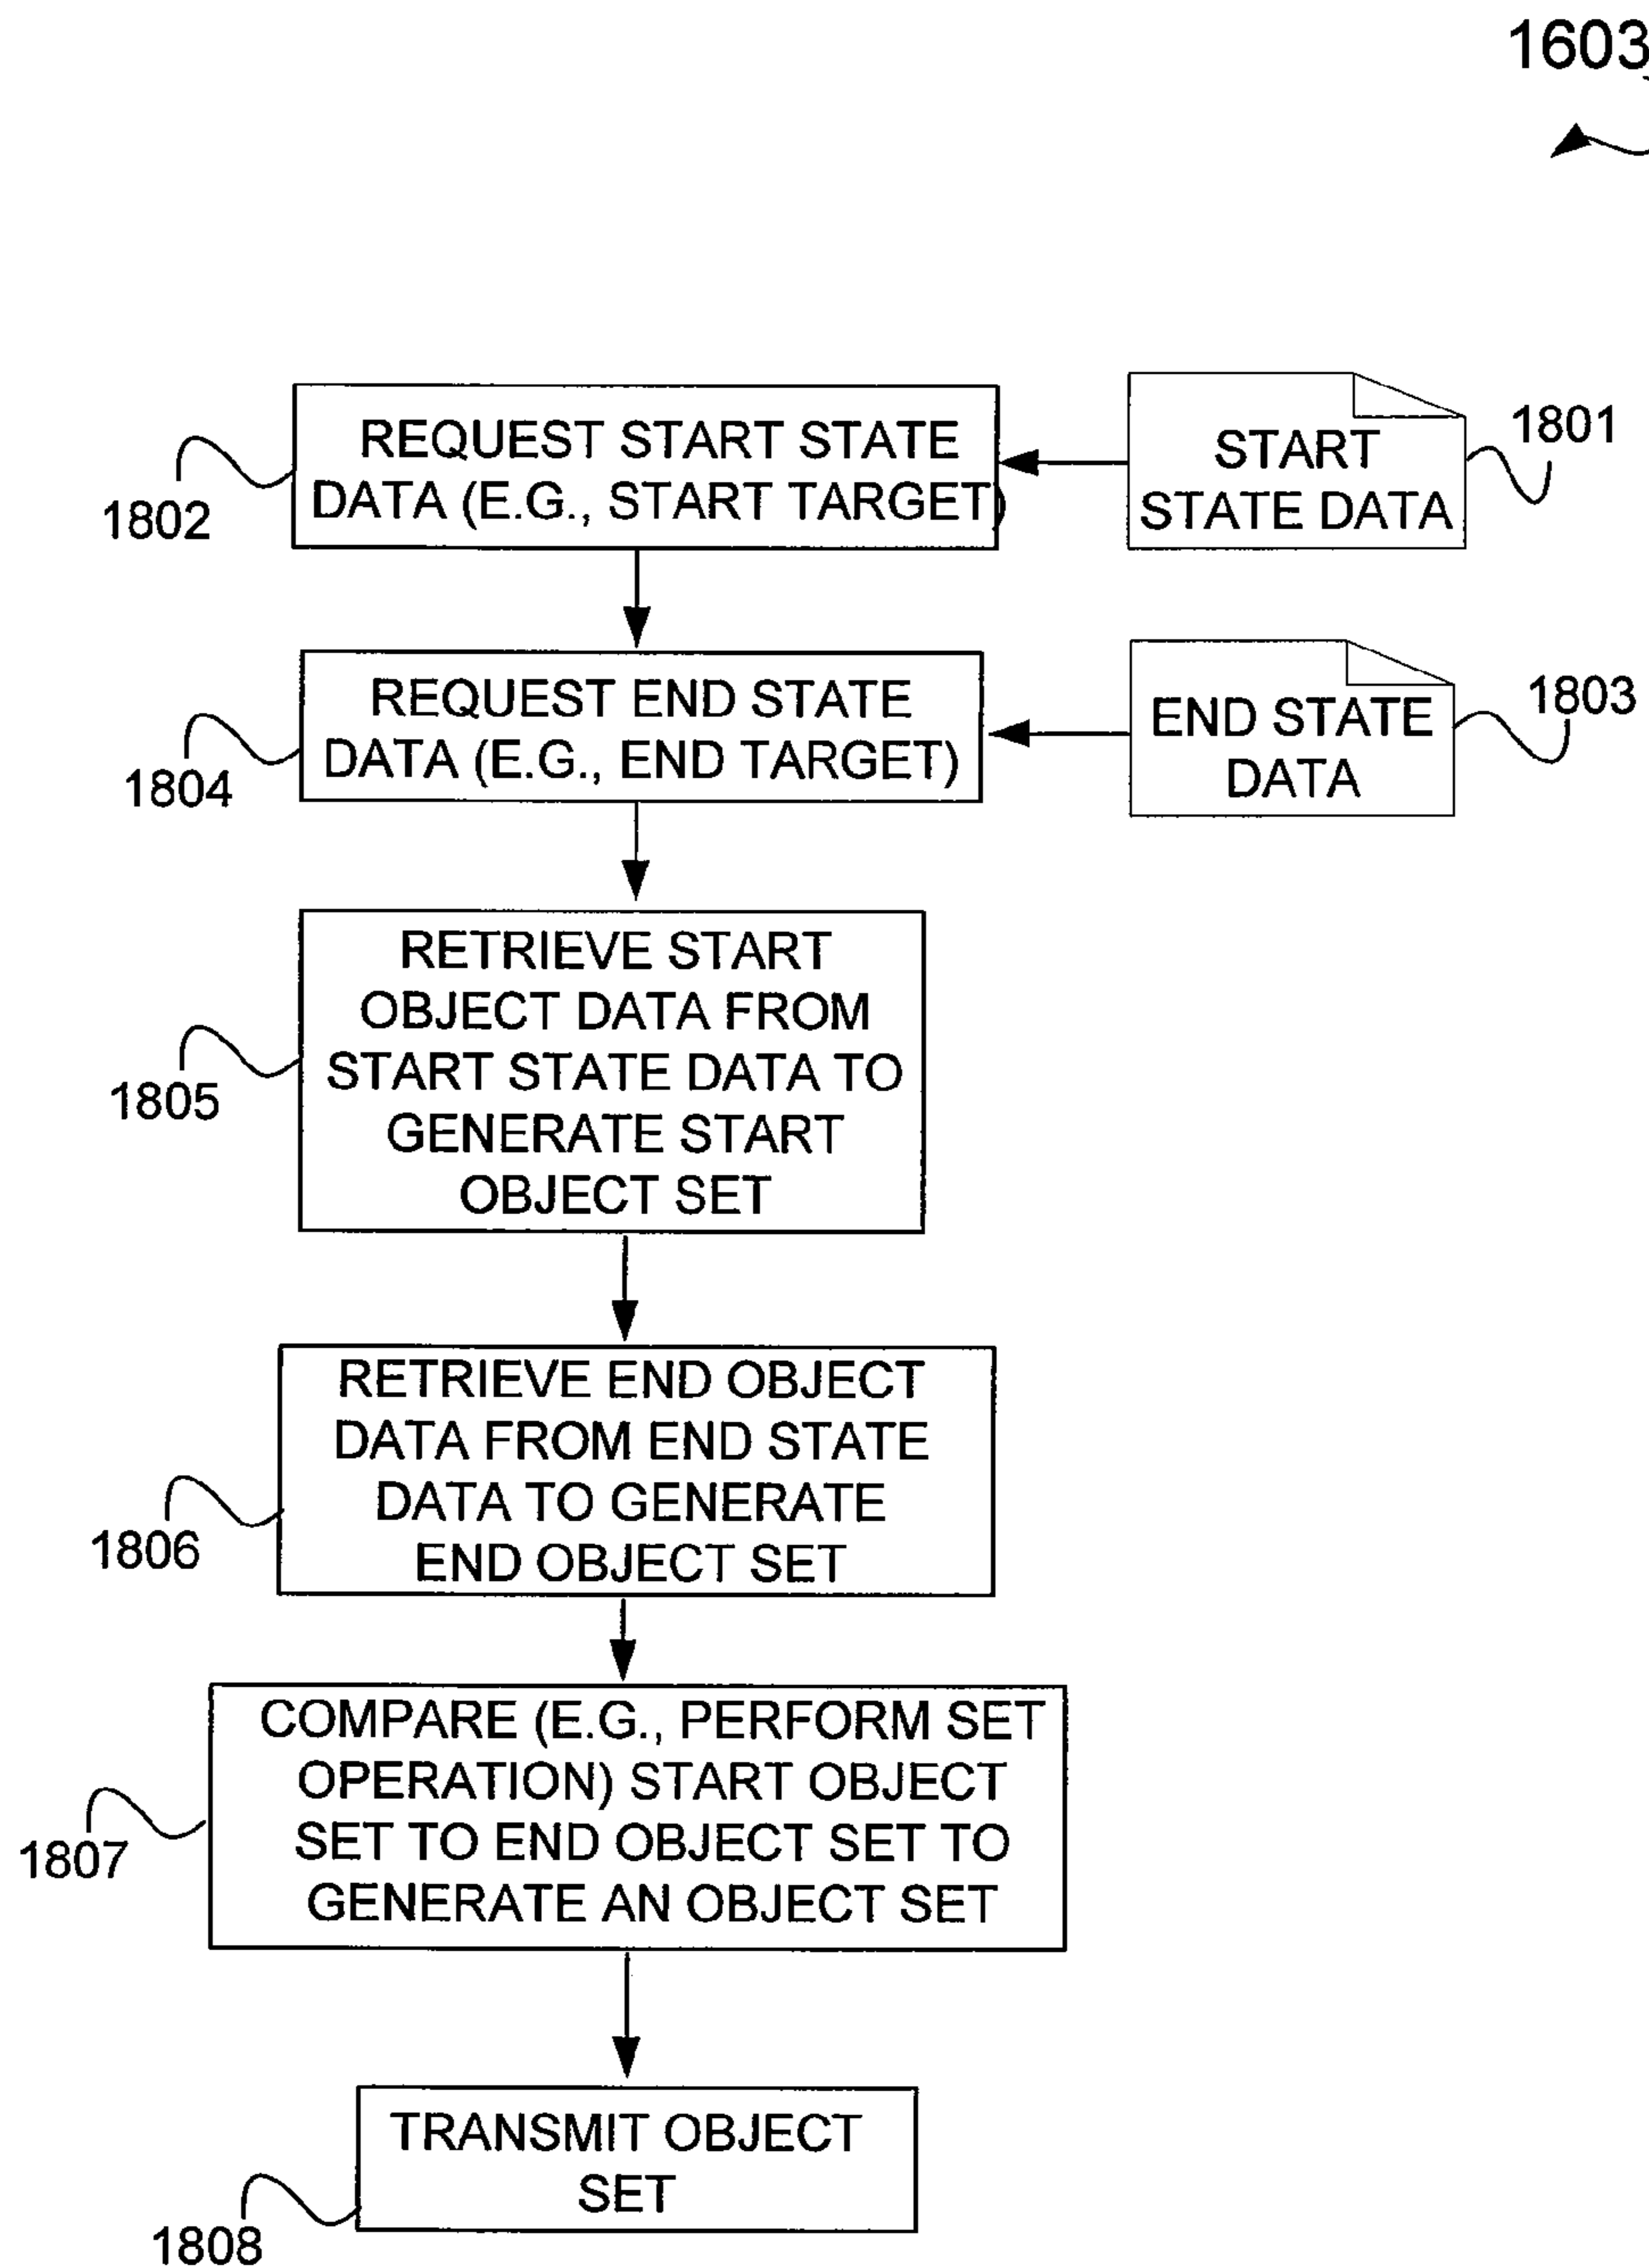 1603
REQUEST START STATE
DATA (E.G., START TARGET)
1802
START
STATE DATA
1801
REQUEST END STATE
DATA (E.G., END TARGET)
1804
END STATE
DATA
1803
RETRIEVE START
OBJECT DATA FROM
START STATE DATA TO
GENERATE START
OBJECT SET
1805
RETRIEVE END OBJECT
DATA FROM END STATE
DATA TO GENERATE
END OBJECT SET
1806
COMPARE (E.G., PERFORM SET
OPERATION) START OBJECT
SET TO END OBJECT SET TO
GENERATE AN OBJECT SET
1807
TRANSMIT OBJECT
SET
1808